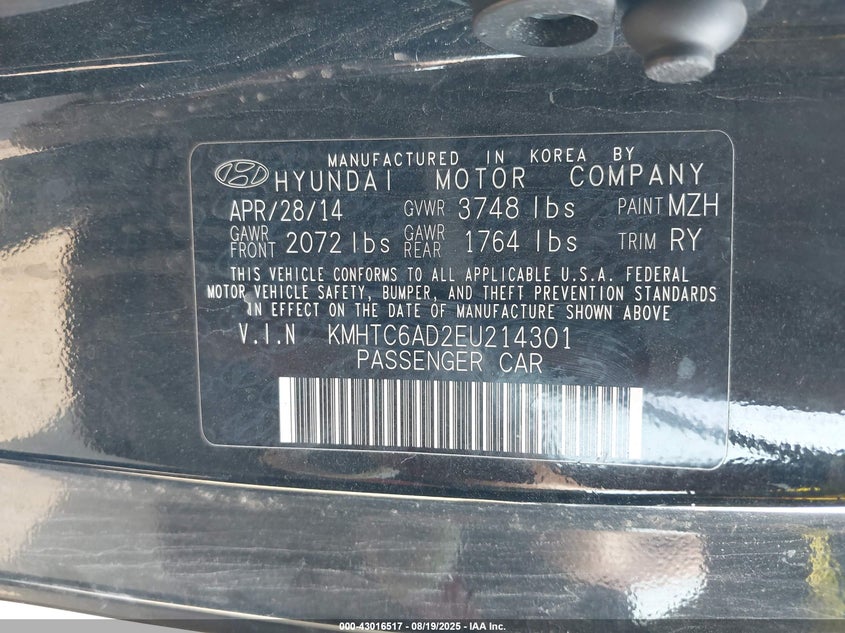 MANUFACTURED IN KOREA BY
HYUNDAI MOTOR COMPANY
APR/28/14 GVWR 3748 lbs PAINT MZH
GAWR FRONT 2072 lbs GAWR REAR 1764 lbs TRIM RY
THIS VEHICLE CONFORMS TO ALL APPLICABLE U.S.A. FEDERAL
MOTOR VEHICLE SAFETY, BUMPER, AND THEFT PREVENTION STANDARDS
IN EFFECT ON THE DATE OF MANUFACTURE SHOWN ABOVE
V.I.N KMHTC6AD2EU214301
PASSENGER CAR
000-43016517 - 08/19/2025 - IAA Inc.